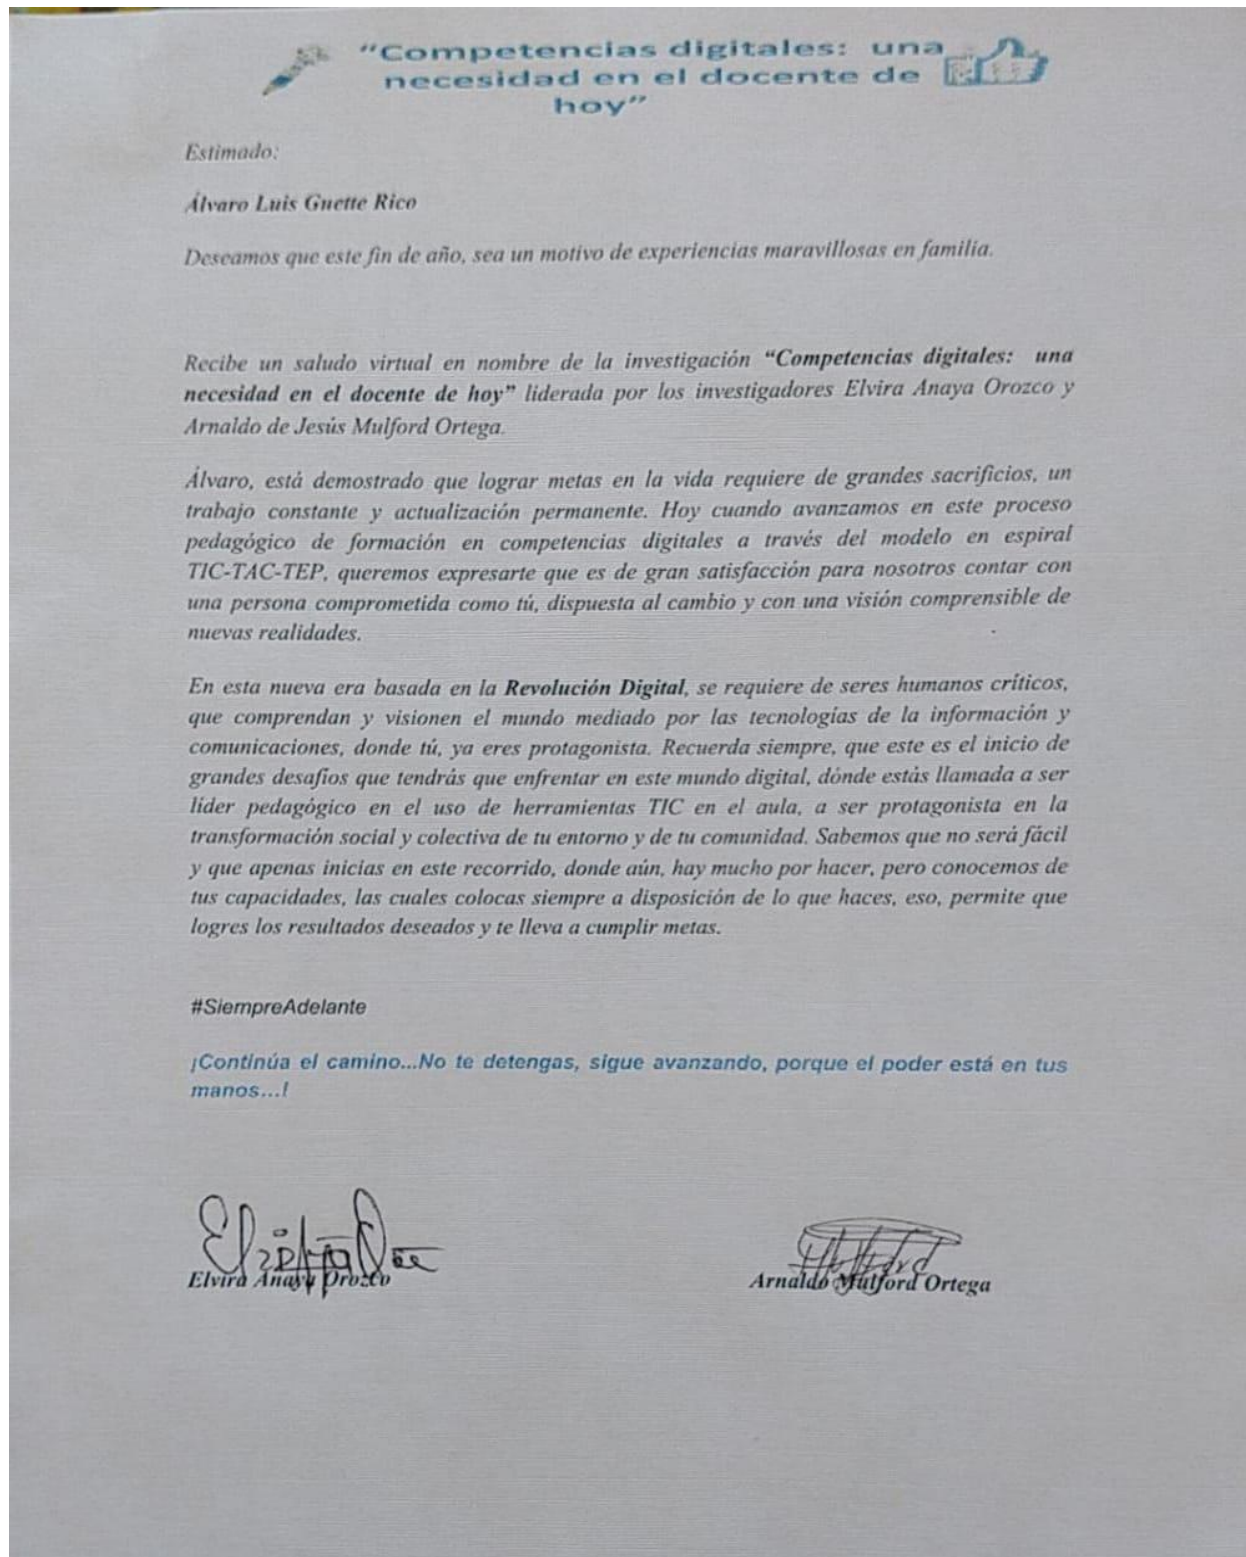 “Competencias digitales: una
necesidad en el docente de
hoy”
Estimado:
Álvaro Luis Guette Rico
Deseamos que este fin de año, sea un motivo de experiencias maravillosas en familia.
Recibe un saludo virtual en nombre de la investigación “Competencias digitales: una
necesidad en el docente de hoy” liderada por los investigadores Elvira Anaya Orozco y
Arnaldo de Jesús Mulford Ortega.
Álvaro, está demostrado que lograr metas en la vida requiere de grandes sacrificios, un
trabajo constante y actualización permanente. Hoy cuando avanzamos en este proceso
pedagógico de formación en competencias digitales a través del modelo en espiral
TIC-TAC-TEP, queremos expresarte que es de gran satisfacción para nosotros contar con
una persona comprometida como tú, dispuesta al cambio y con una visión comprensible de
nuevas realidades.
En esta nueva era basada en la Revolución Digital, se requiere de seres humanos críticos,
que comprendan y visionen el mundo mediado por las tecnologías de la información y
comunicaciones, donde tú, ya eres protagonista. Recuerda siempre, que este es el inicio de
grandes desafíos que tendrás que enfrentar en este mundo digital, dónde estás llamada a ser
líder pedagógico en el uso de herramientas TIC en el aula, a ser protagonista en la
transformación social y colectiva de tu entorno y de tu comunidad. Sabemos que no será fácil
y que apenas inicias en este recorrido, donde aún, hay mucho por hacer, pero conocemos de
tus capacidades, las cuales colocas siempre a disposición de lo que haces, eso, permite que
logres los resultados deseados y te lleva a cumplir metas.
#SiempreAdelante
¡Continúa el camino...No te detengas, sigue avanzando, porque el poder está en tus
manos...!
Elvira Anaya Orozco
Arnaldo Mulford Ortega